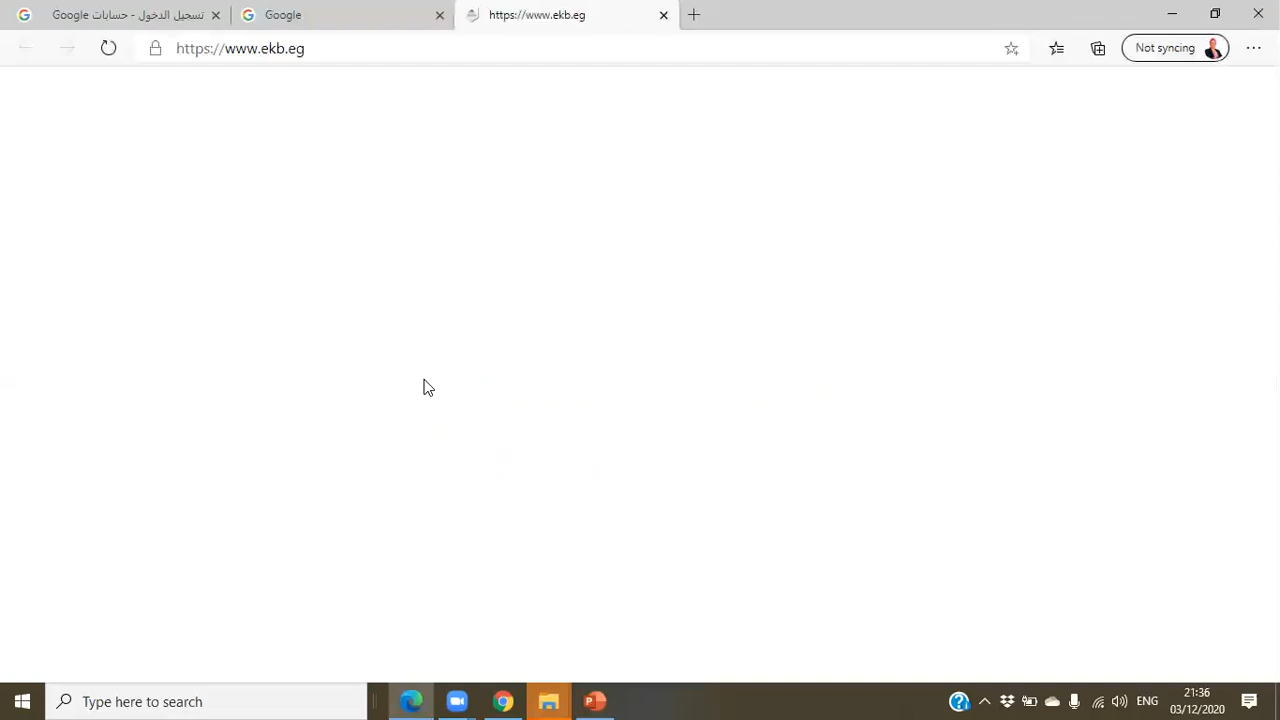 تسجيل الدخول - حسابات Google
Google
https://www.ekb.eg
https://www.ekb.eg
Not syncing
Type here to search
ENG
21:36
03/12/2020